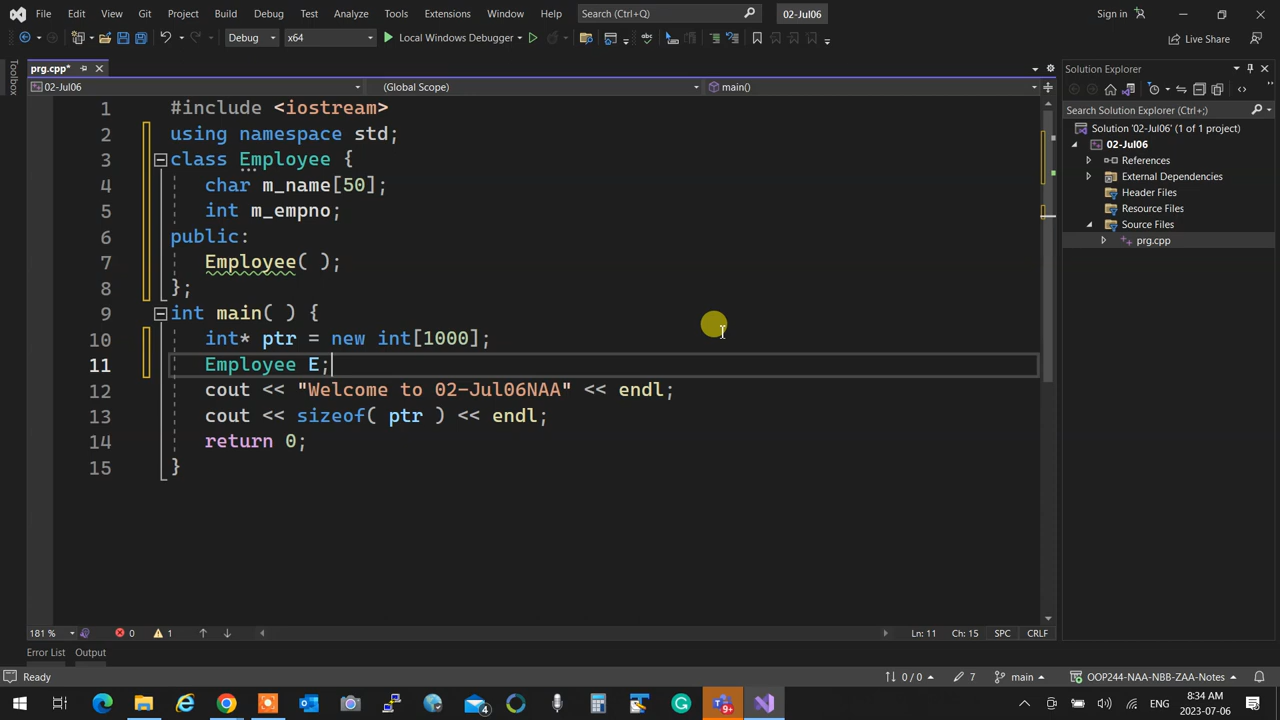 File Edit View Git Project Build Debug Test Analyze Tools Extensions Window Help Search (Ctrl+Q) 02-Jul06 Sign in
Debug x64 Local Windows Debugger Live Share
Toolbox
prg.cpp*
02-Jul06 (Global Scope) main()
1 #include <iostream>
2 using namespace std;
3 class Employee {
4 char m_name[50];
5 int m_empno;
6 public:
7 Employee( );
8 };
9 int main( ) {
10 int* ptr = new int[1000];
11 Employee E;
12 cout << "Welcome to 02-Jul06NAA" << endl;
13 cout << sizeof( ptr ) << endl;
14 return 0;
15 }
181 % 0 1 Ln: 11 Ch: 15 SPC CRLF
Solution Explorer
Search Solution Explorer (Ctrl+;)
Solution '02-Jul06' (1 of 1 project)
02-Jul06
References
External Dependencies
Header Files
Resource Files
Source Files
prg.cpp
Error List Output
Ready 0 / 0 7 main OOP244-NAA-NBB-ZAA-Notes
4 9+ 8:34 AM
2023-07-06